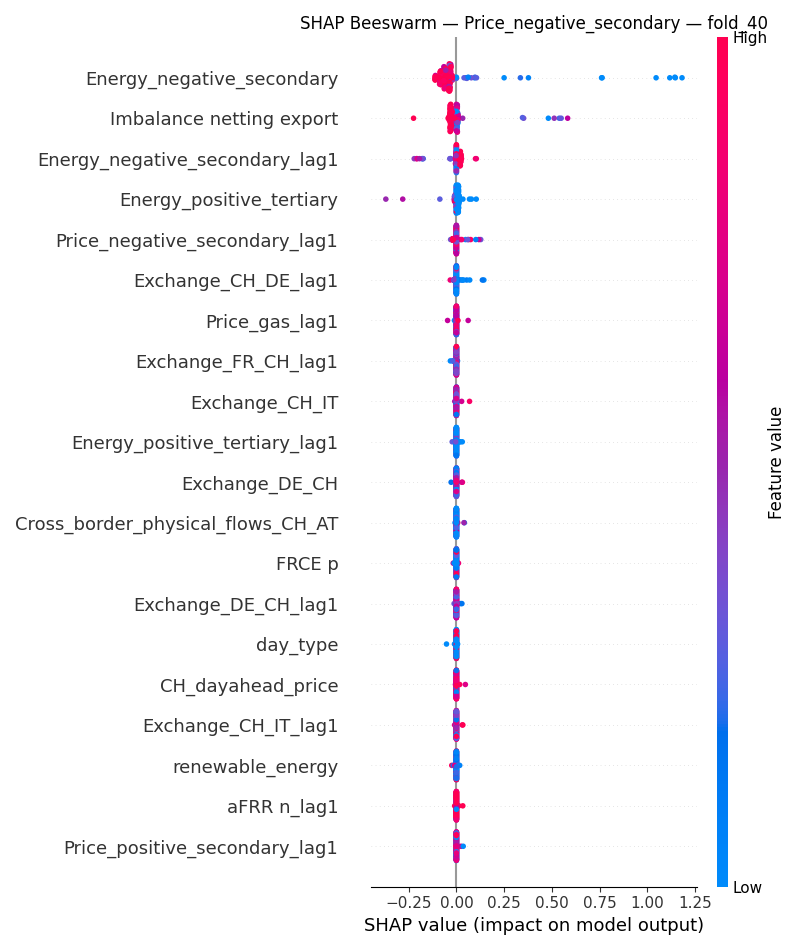 SHAP Beeswarm — Price_negative_secondary — fold_40
High
Energy_negative_secondary
Imbalance netting export
Energy_negative_secondary_lag1
Energy_positive_tertiary
Price_negative_secondary_lag1
Exchange_CH_DE_lag1
Price_gas_lag1
Exchange_FR_CH_lag1
Exchange_CH_IT
Energy_positive_tertiary_lag1
Exchange_DE_CH
Cross_border_physical_flows_CH_AT
FRCE p
Exchange_DE_CH_lag1
day_type
CH_dayahead_price
Exchange_CH_IT_lag1
renewable_energy
aFRR n_lag1
Price_positive_secondary_lag1
Feature value
Low
−0.25 0.00 0.25 0.50 0.75 1.00 1.25
SHAP value (impact on model output)